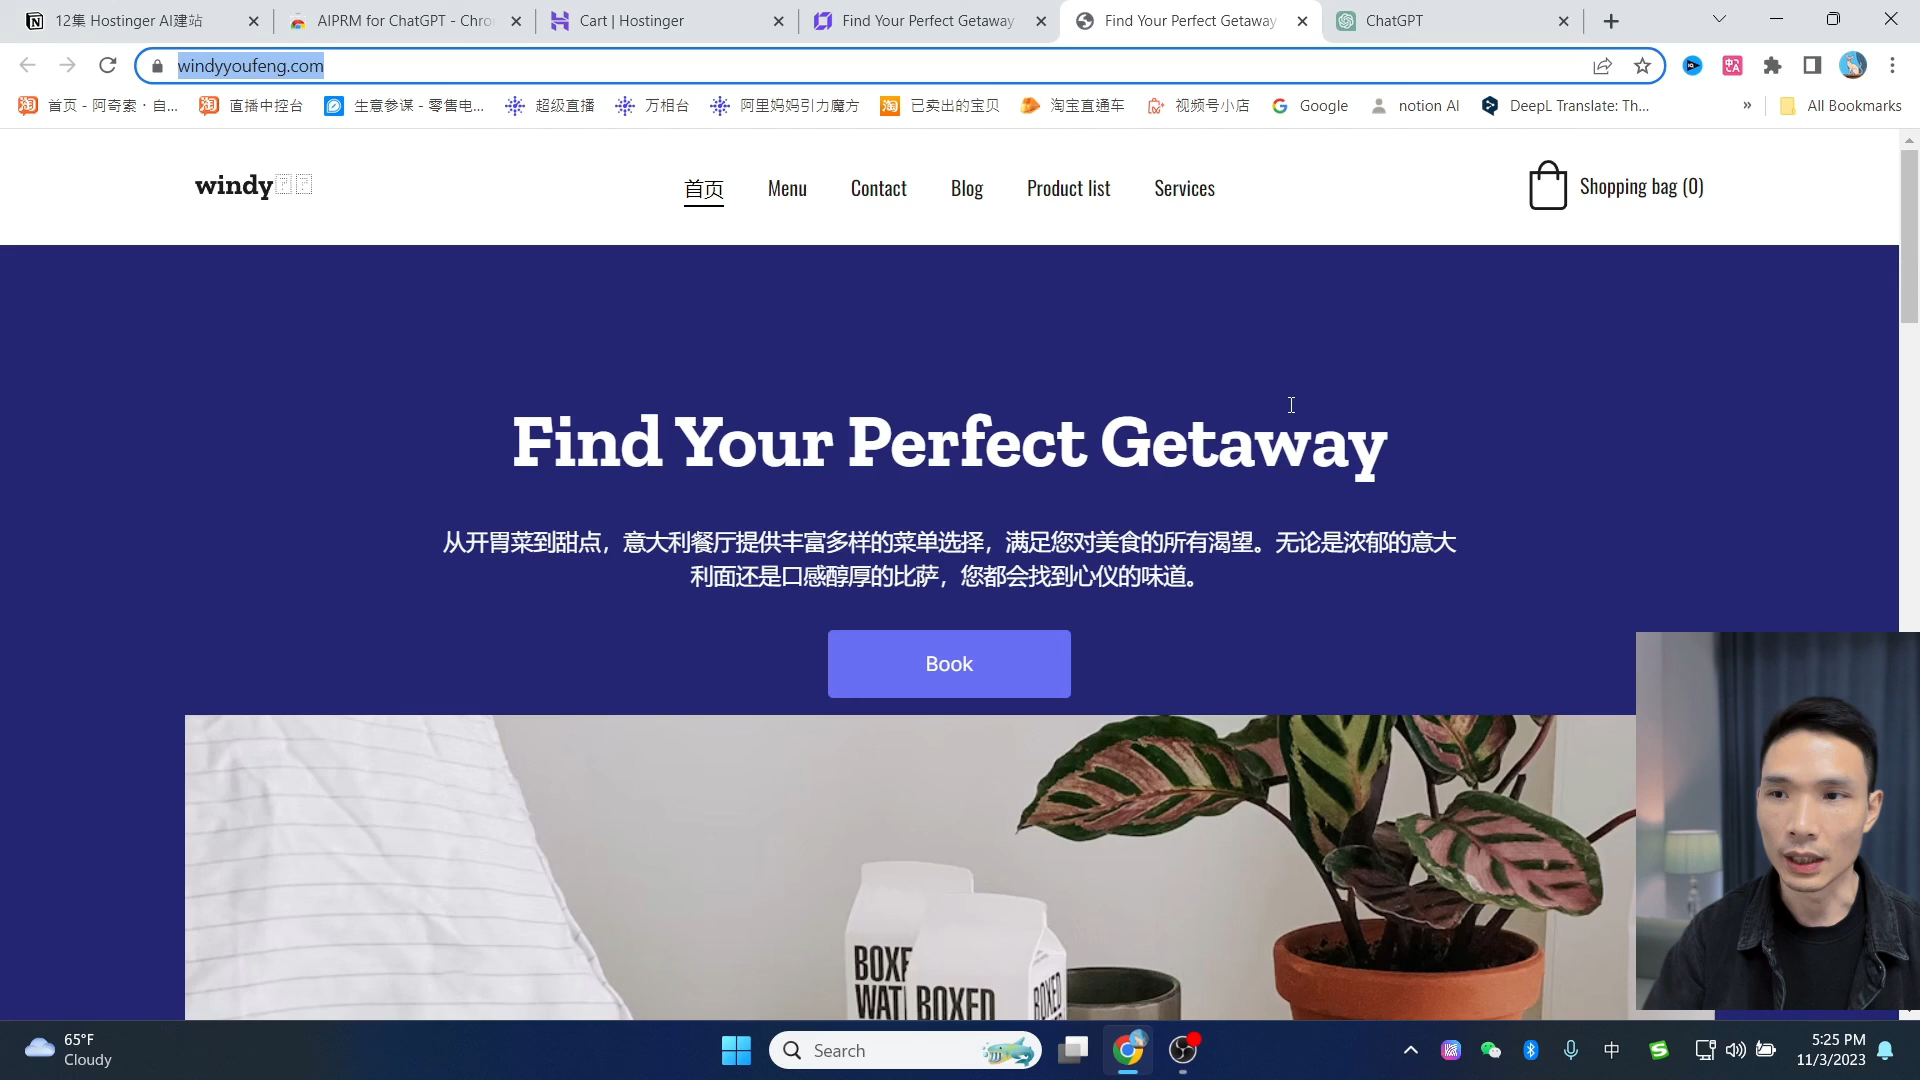 12集 Hostinger AI建站
AIPRM for ChatGPT - Chro
Cart | Hostinger
Find Your Perfect Getaway
Find Your Perfect Getaway
ChatGPT
windyyoufeng.com
首页 - 阿奇索 · 自...
直播中控台
生意参谋 - 零售电...
超级直播
万相台
阿里妈妈引力魔方
已卖出的宝贝
淘宝直通车
视频号小店
Google
notion AI
DeepL Translate: Th...
»
All Bookmarks
windy
首页
Menu
Contact
Blog
Product list
Services
Shopping bag (0)
Find Your Perfect Getaway
从开胃菜到甜点，意大利餐厅提供丰富多样的菜单选择，满足您对美食的所有渴望。无论是浓郁的意大
利面还是口感醇厚的比萨，您都会找到心仪的味道。
Book
BOXE
WAT
BOXED
BOXED
65°F
Cloudy
Search
中
5:25 PM
11/3/2023